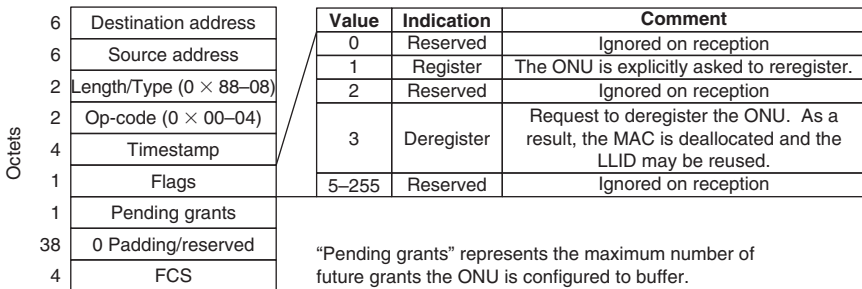 Octets
6 Destination address
6 Source address
2 Length/Type (0 × 88–08)
2 Op-code (0 × 00–04)
4 Timestamp
1 Flags
1 Pending grants
38 0 Padding/reserved
4 FCS
Value Indication Comment
0 Reserved Ignored on reception
1 Register The ONU is explicitly asked to reregister.
2 Reserved Ignored on reception
3 Deregister Request to deregister the ONU. As a
result, the MAC is deallocated and the
LLID may be reused.
5–255 Reserved Ignored on reception
“Pending grants” represents the maximum number of
future grants the ONU is configured to buffer.